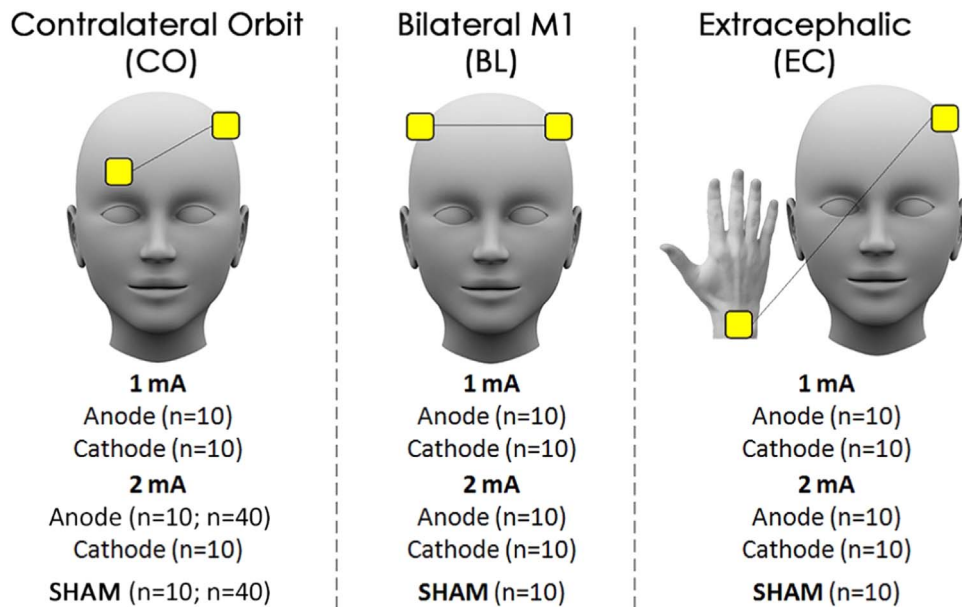 Contralateral Orbit
(CO)
1 mA
Anode (n=10)
Cathode (n=10)
2 mA
Anode (n=10; n=40)
Cathode (n=10)
SHAM (n=10; n=40)
Bilateral M1
(BL)
1 mA
Anode (n=10)
Cathode (n=10)
2 mA
Anode (n=10)
Cathode (n=10)
SHAM (n=10)
Extracephalic
(EC)
1 mA
Anode (n=10)
Cathode (n=10)
2 mA
Anode (n=10)
Cathode (n=10)
SHAM (n=10)